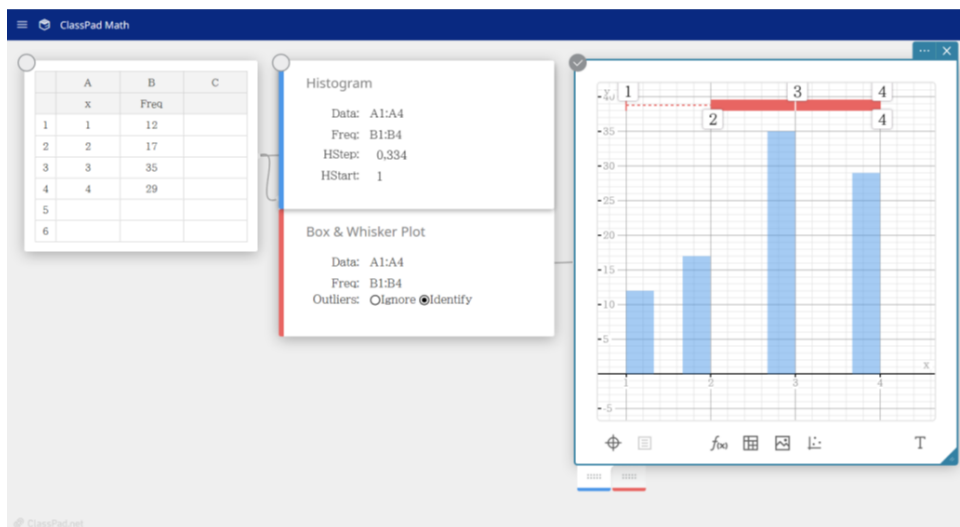 ClassPad Math
A B C
x Freq
1 1 12
2 2 17
3 3 35
4 4 29
5
6
Histogram
Data: A1:A4
Freq: B1:B4
HStep: 0.334
HStart: 1
Box & Whisker Plot
Data: A1:A4
Freq: B1:B4
Outliers: Ignore Identify
y
1 3 4
2 4
40
35
30
25
20
15
10
5
x
1 2 3 4
-5
f(x) T
ClassPad.net